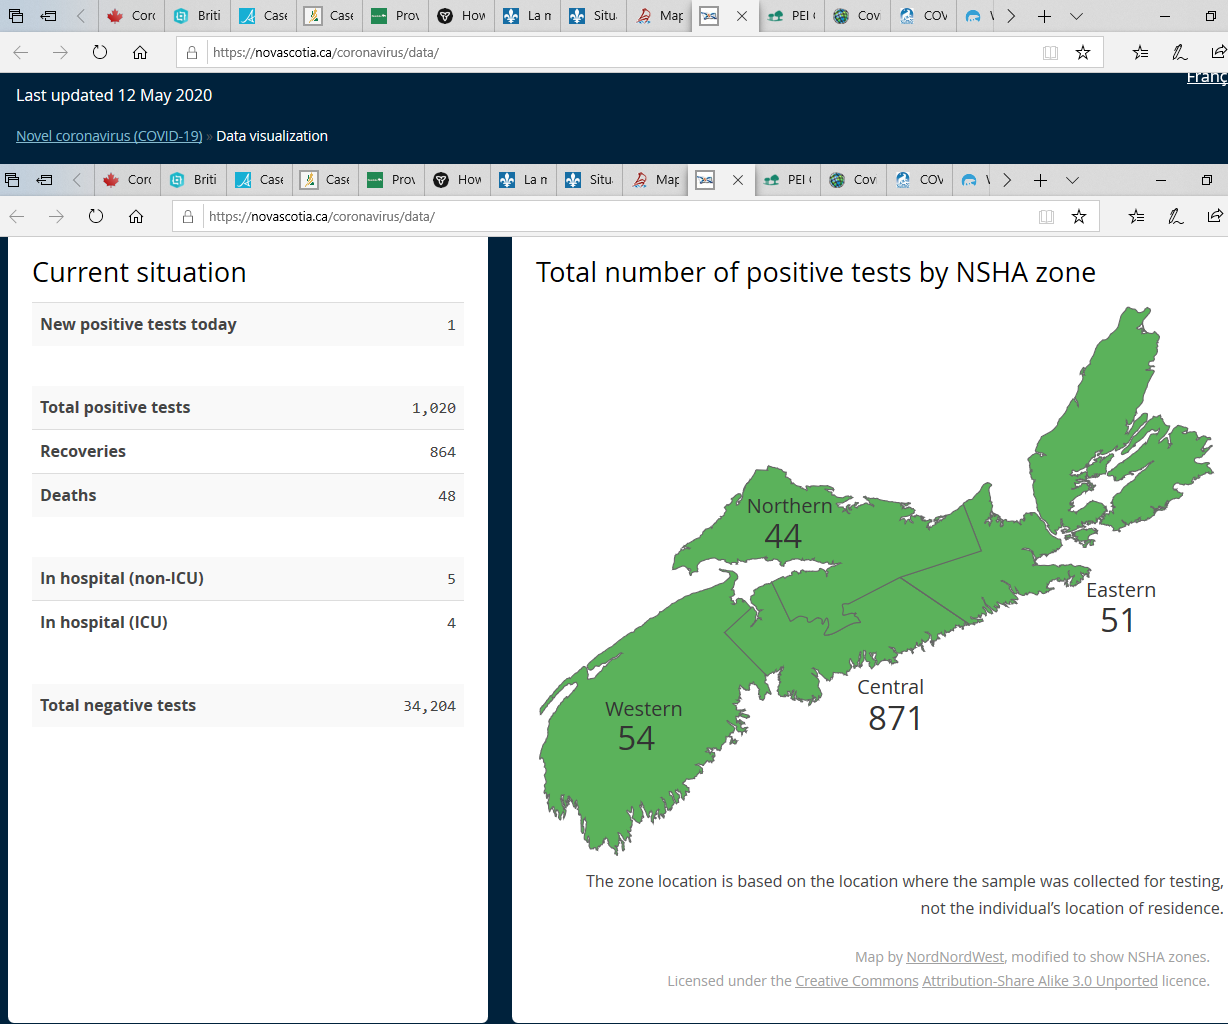 Corc
Briti
Case
Case
Prov
How
La m
Situ
Map
PEI
Cov
COV
https://novascotia.ca/coronavirus/data/
Franç
Last updated 12 May 2020
Novel coronavirus (COVID-19) » Data visualization
Corc
Briti
Case
Case
Prov
How
La m
Situ
Map
PEI
Cov
COV
https://novascotia.ca/coronavirus/data/
Current situation
New positive tests today 1
Total positive tests 1,020
Recoveries 864
Deaths 48
In hospital (non-ICU) 5
In hospital (ICU) 4
Total negative tests 34,204
Total number of positive tests by NSHA zone
Northern
44
Eastern
51
Central
871
Western
54
The zone location is based on the location where the sample was collected for testing,
not the individual’s location of residence.
Map by NordNordWest, modified to show NSHA zones.
Licensed under the Creative Commons Attribution-Share Alike 3.0 Unported licence.